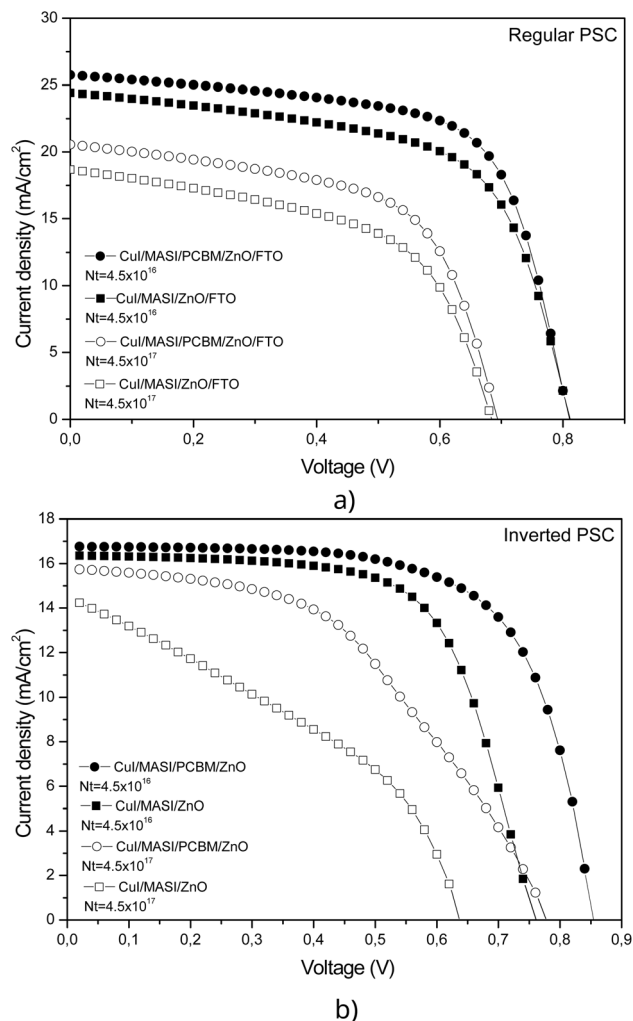 Regular PSC
30
25
20
15
10
5
0
Current density (mA/cm²)
CuI/MASI/PCBM/ZnO/FTO
Nt=4.5x10¹⁶
CuI/MASI/ZnO/FTO
Nt=4.5x10¹⁶
CuI/MASI/PCBM/ZnO/FTO
Nt=4.5x10¹⁷
CuI/MASI/ZnO/FTO
Nt=4.5x10¹⁷
0,0 0,2 0,4 0,6 0,8
Voltage (V)
a)
Inverted PSC
18
16
14
12
10
8
6
4
2
0
Current density (mA/cm²)
CuI/MASI/PCBM/ZnO
Nt=4.5x10¹⁶
CuI/MASI/ZnO
Nt=4.5x10¹⁶
CuI/MASI/PCBM/ZnO
Nt=4.5x10¹⁷
CuI/MASI/ZnO
Nt=4.5x10¹⁷
0,0 0,1 0,2 0,3 0,4 0,5 0,6 0,7 0,8 0,9
Voltage (V)
b)